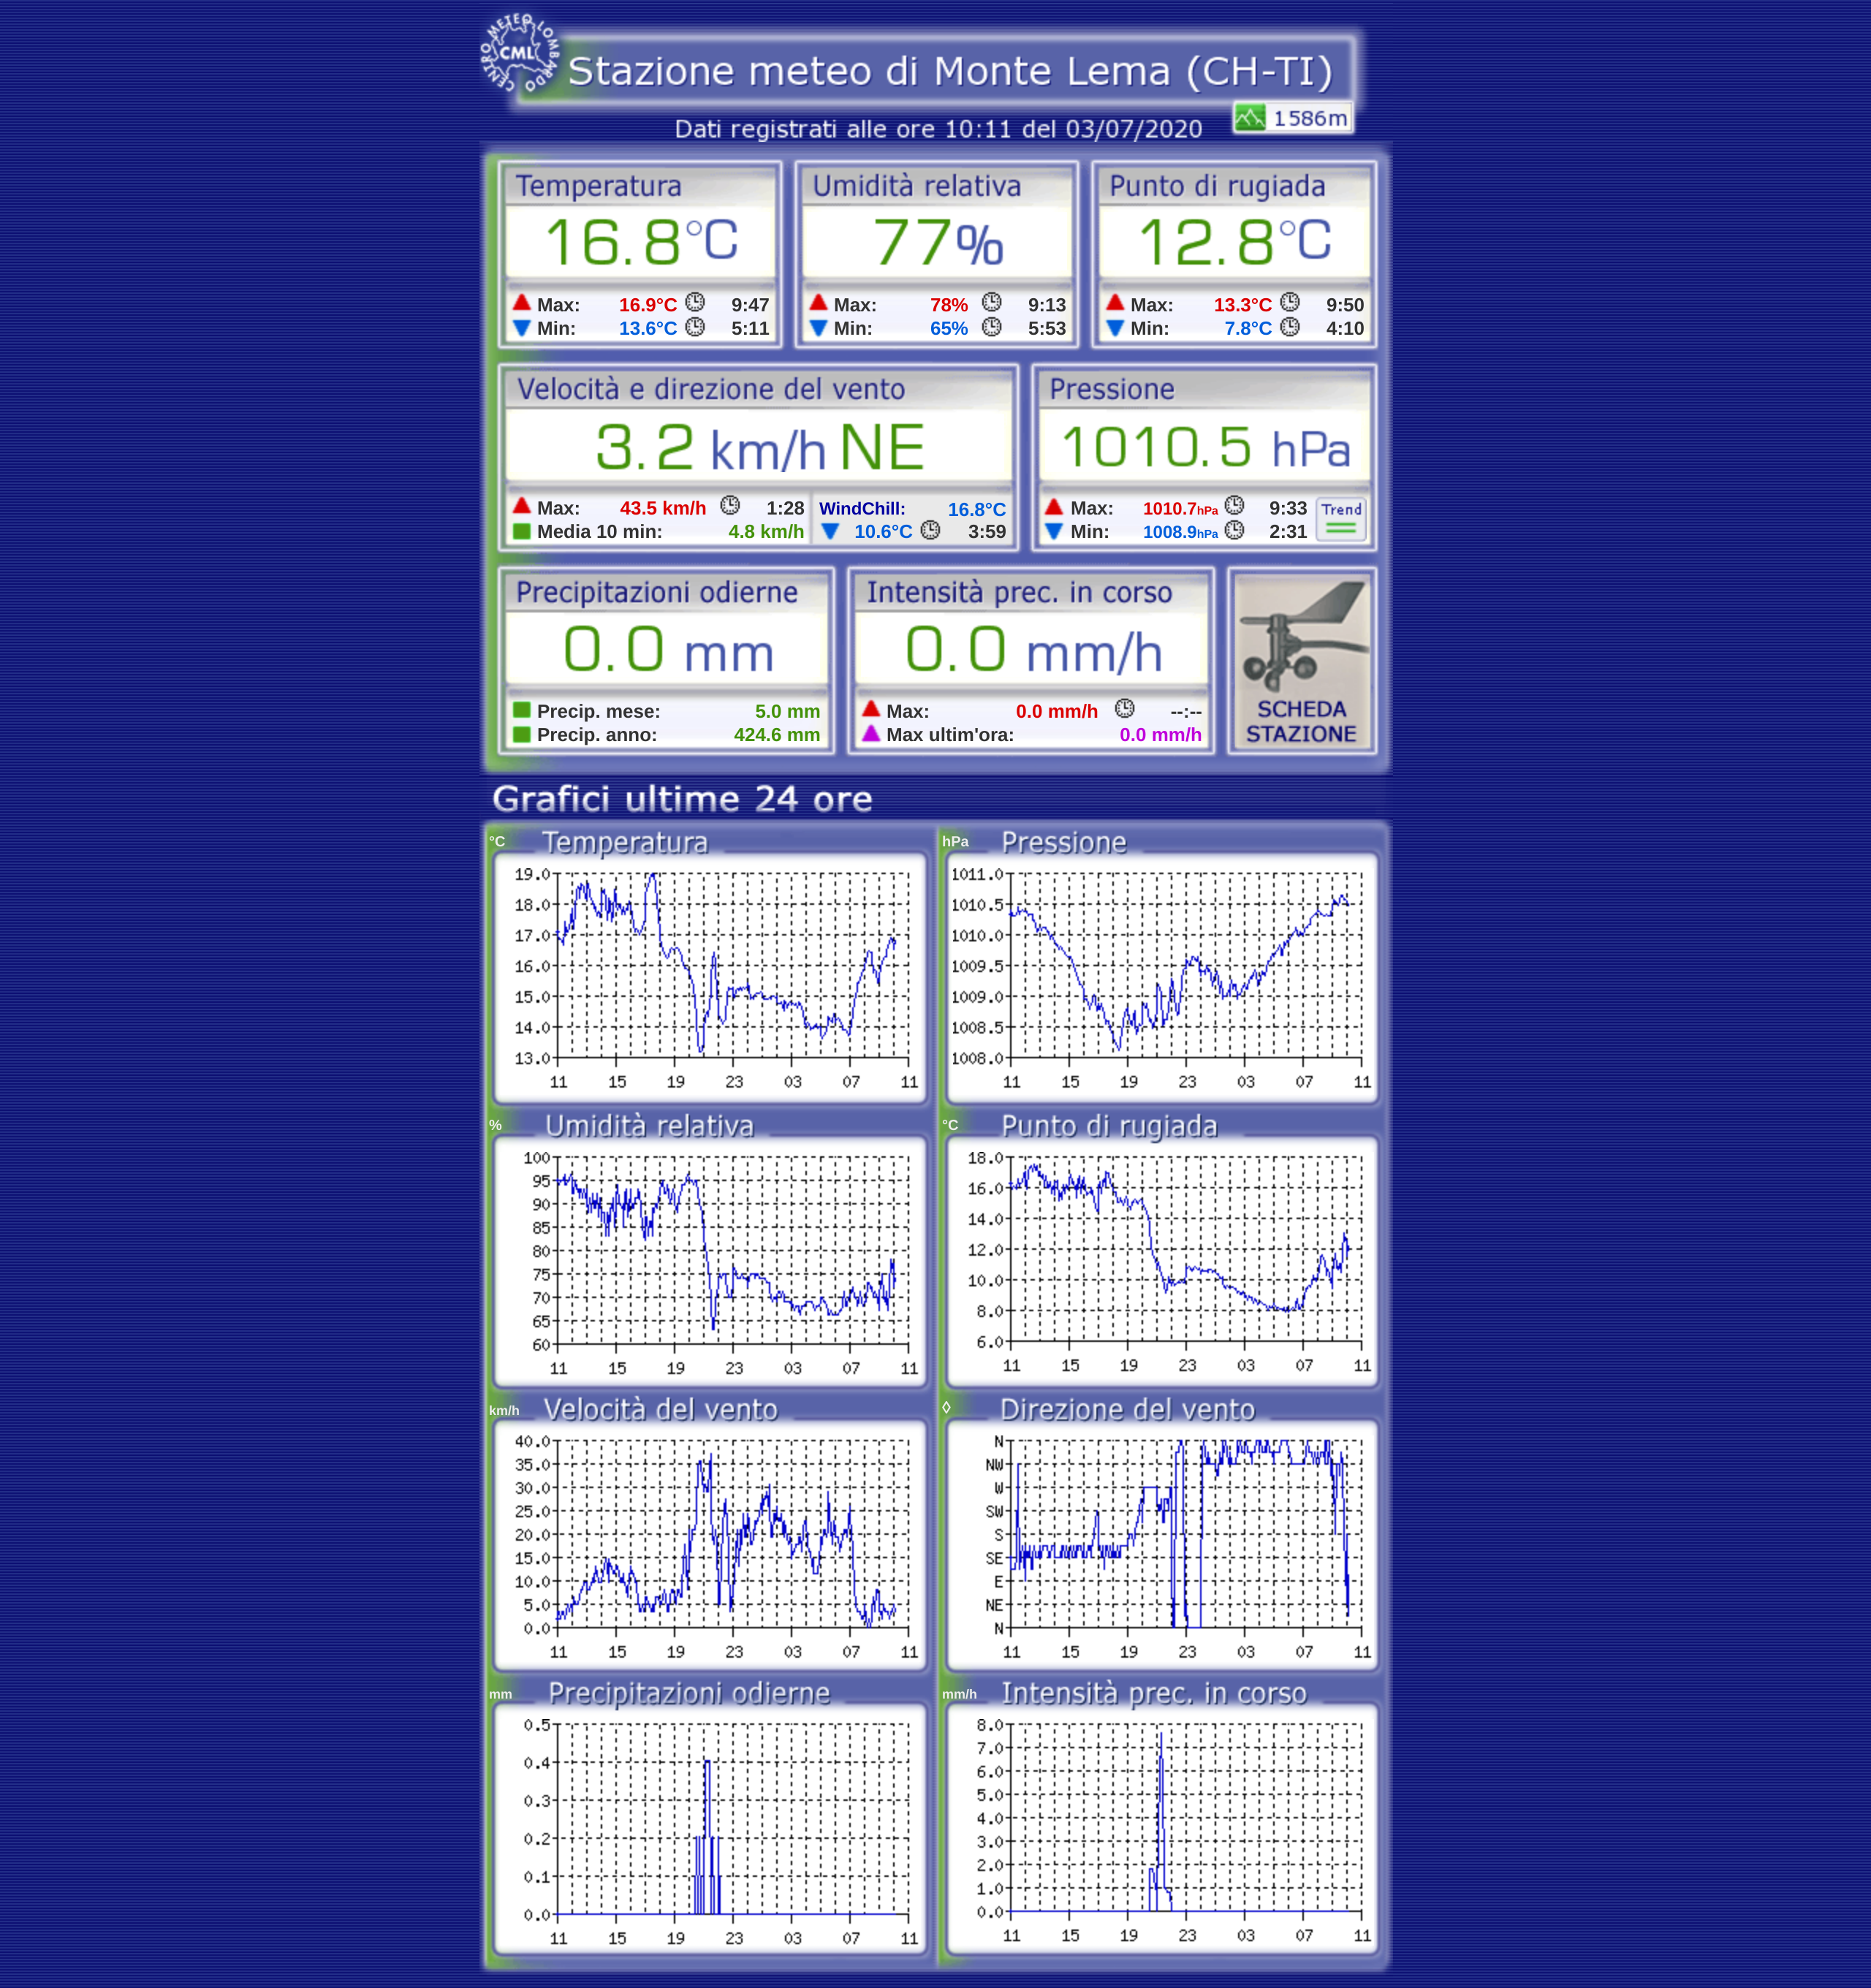 CENTRO METEO LOMBARDO
CML
Stazione meteo di Monte Lema (CH-TI)
1586m
Dati registrati alle ore 10:11 del 03/07/2020
Temperatura
16.8°C
Max: 16.9°C 9:47
Min: 13.6°C 5:11
Umidità relativa
77%
Max: 78% 9:13
Min: 65% 5:53
Punto di rugiada
12.8°C
Max: 13.3°C 9:50
Min: 7.8°C 4:10
Velocità e direzione del vento
3.2 km/h NE
Max: 43.5 km/h 1:28
Media 10 min: 4.8 km/h
WindChill: 16.8°C
10.6°C 3:59
Pressione
1010.5 hPa
Max: 1010.7hPa 9:33
Min: 1008.9hPa 2:31
Trend
Precipitazioni odierne
0.0 mm
Precip. mese: 5.0 mm
Precip. anno: 424.6 mm
Intensità prec. in corso
0.0 mm/h
Max: 0.0 mm/h --:--
Max ultim'ora: 0.0 mm/h
SCHEDA
STAZIONE
Grafici ultime 24 ore
°C Temperatura
19.0
18.0
17.0
16.0
15.0
14.0
13.0
11 15 19 23 03 07 11
hPa Pressione
1011.0
1010.5
1010.0
1009.5
1009.0
1008.5
1008.0
11 15 19 23 03 07 11
% Umidità relativa
100
95
90
85
80
75
70
65
60
11 15 19 23 03 07 11
°C Punto di rugiada
18.0
16.0
14.0
12.0
10.0
8.0
6.0
11 15 19 23 03 07 11
km/h Velocità del vento
40.0
35.0
30.0
25.0
20.0
15.0
10.0
5.0
0.0
11 15 19 23 03 07 11
◊ Direzione del vento
N
NW
W
SW
S
SE
E
NE
N
11 15 19 23 03 07 11
mm Precipitazioni odierne
0.5
0.4
0.3
0.2
0.1
0.0
11 15 19 23 03 07 11
mm/h Intensità prec. in corso
8.0
7.0
6.0
5.0
4.0
3.0
2.0
1.0
0.0
11 15 19 23 03 07 11